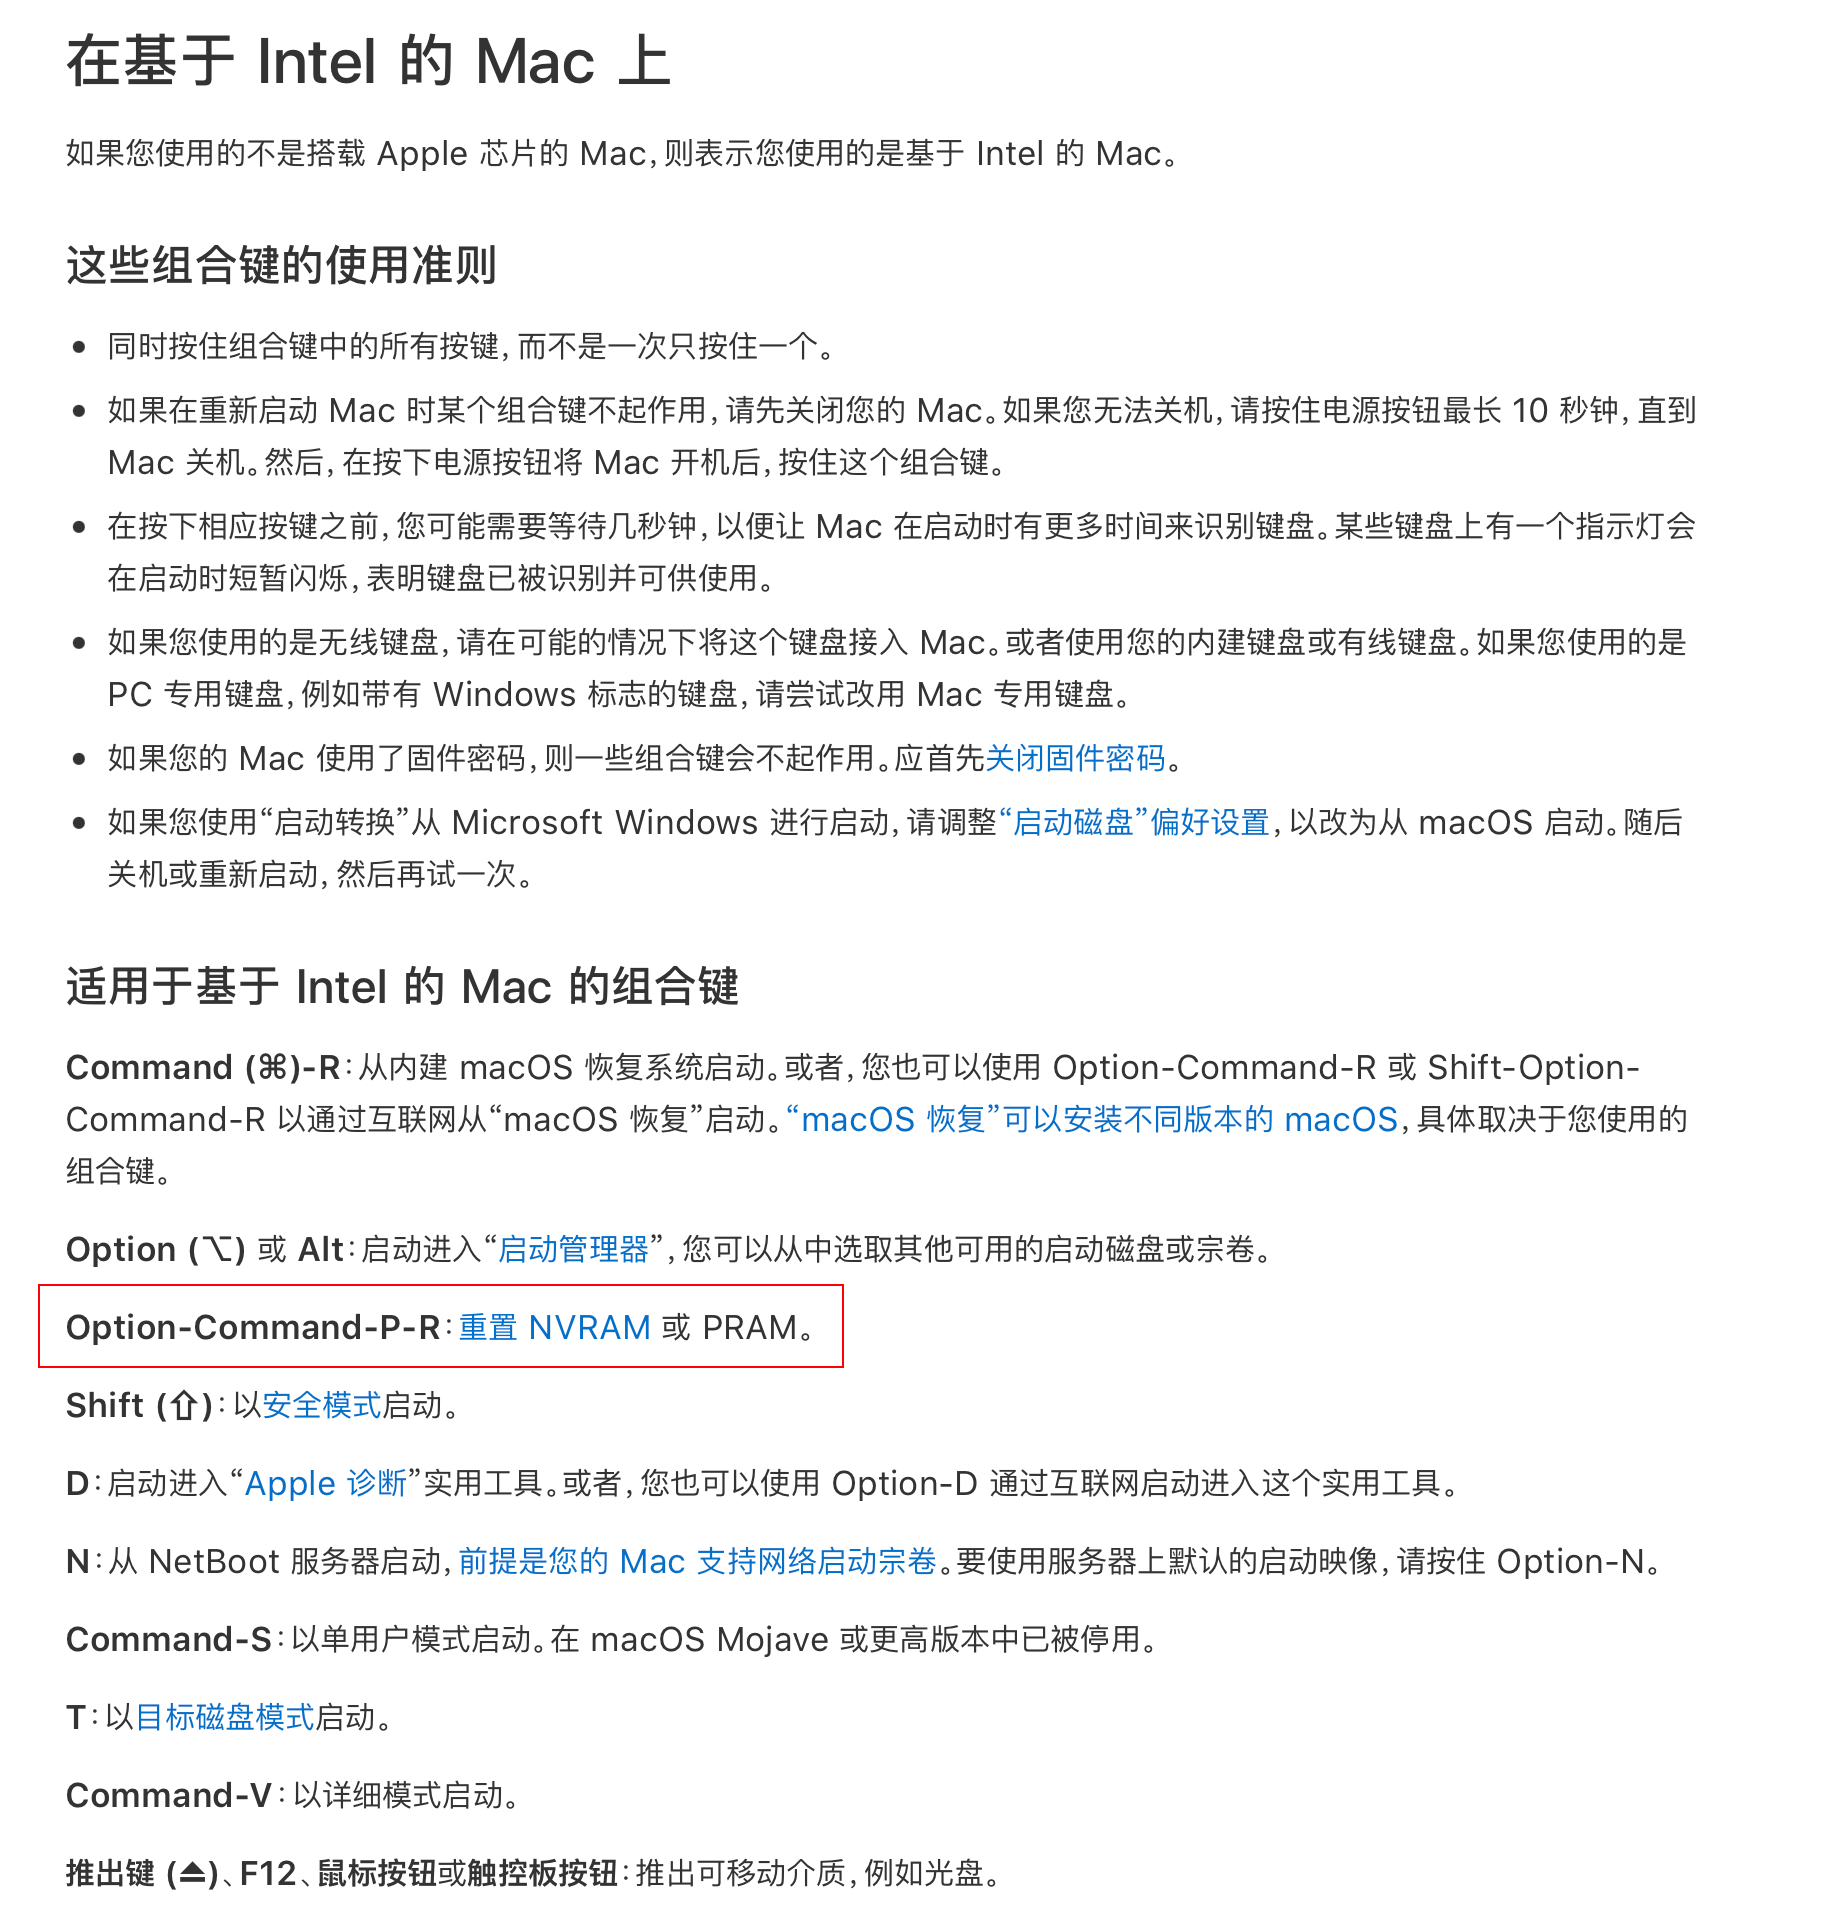 在基于 Intel 的 Mac 上
如果您使用的不是搭载 Apple 芯片的 Mac，则表示您使用的是基于 Intel 的 Mac。
这些组合键的使用准则
• 同时按住组合键中的所有按键，而不是一次只按住一个。
• 如果在重新启动 Mac 时某个组合键不起作用，请先关闭您的 Mac。如果您无法关机，请按住电源按钮最长 10 秒钟，直到
Mac 关机。然后，在按下电源按钮将 Mac 开机后，按住这个组合键。
• 在按下相应按键之前，您可能需要等待几秒钟，以便让 Mac 在启动时有更多时间来识别键盘。某些键盘上有一个指示灯会
在启动时短暂闪烁，表明键盘已被识别并可供使用。
• 如果您使用的是无线键盘，请在可能的情况下将这个键盘接入 Mac。或者使用您的内建键盘或有线键盘。如果您使用的是
PC 专用键盘，例如带有 Windows 标志的键盘，请尝试改用 Mac 专用键盘。
• 如果您的 Mac 使用了固件密码，则一些组合键会不起作用。应首先关闭固件密码。
• 如果您使用“启动转换”从 Microsoft Windows 进行启动，请调整“启动磁盘”偏好设置，以改为从 macOS 启动。随后
关机或重新启动，然后再试一次。
适用于基于 Intel 的 Mac 的组合键
Command (⌘)-R：从内建 macOS 恢复系统启动。或者，您也可以使用 Option-Command-R 或 Shift-Option-
Command-R 以通过互联网从“macOS 恢复”启动。“macOS 恢复”可以安装不同版本的 macOS，具体取决于您使用的
组合键。
Option (⌥) 或 Alt：启动进入“启动管理器”，您可以从中选取其他可用的启动磁盘或宗卷。
Option-Command-P-R：重置 NVRAM 或 PRAM。
Shift (⇧)：以安全模式启动。
D：启动进入“Apple 诊断”实用工具。或者，您也可以使用 Option-D 通过互联网启动进入这个实用工具。
N：从 NetBoot 服务器启动，前提是您的 Mac 支持网络启动宗卷。要使用服务器上默认的启动映像，请按住 Option-N。
Command-S：以单用户模式启动。在 macOS Mojave 或更高版本中已被停用。
T：以目标磁盘模式启动。
Command-V：以详细模式启动。
推出键 (⏏)、F12、鼠标按钮或触控板按钮：推出可移动介质，例如光盘。